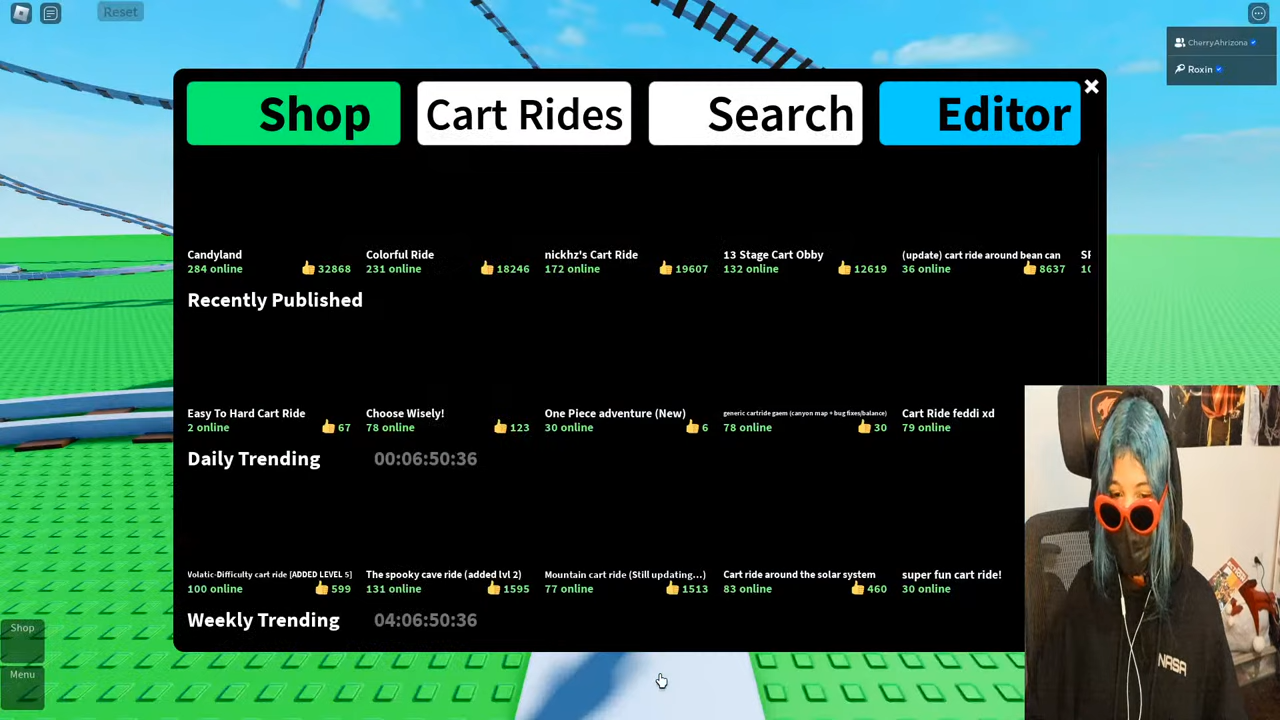 Reset
CherryAhrizona
Roxin
Shop Cart Rides Search Editor
Candyland Colorful Ride nickhz's Cart Ride 13 Stage Cart Obby (update) cart ride around bean can
284 online 32868 231 online 18246 172 online 19607 132 online 12619 36 online 8637
Recently Published
Easy To Hard Cart Ride Choose Wisely! One Piece adventure (New) generic cartride gaem (canyon map + bug fixes/balance) Cart Ride feddi xd
2 online 67 78 online 123 30 online 6 78 online 30 79 online
Daily Trending 00:06:50:36
Volatic-Difficulty cart ride [ADDED LEVEL 5] The spooky cave ride (added lvl 2) Mountain cart ride (Still updating...) Cart ride around the solar system super fun cart ride!
100 online 599 131 online 1595 77 online 1513 83 online 460 30 online
Weekly Trending 04:06:50:36
Shop
Menu
NASA